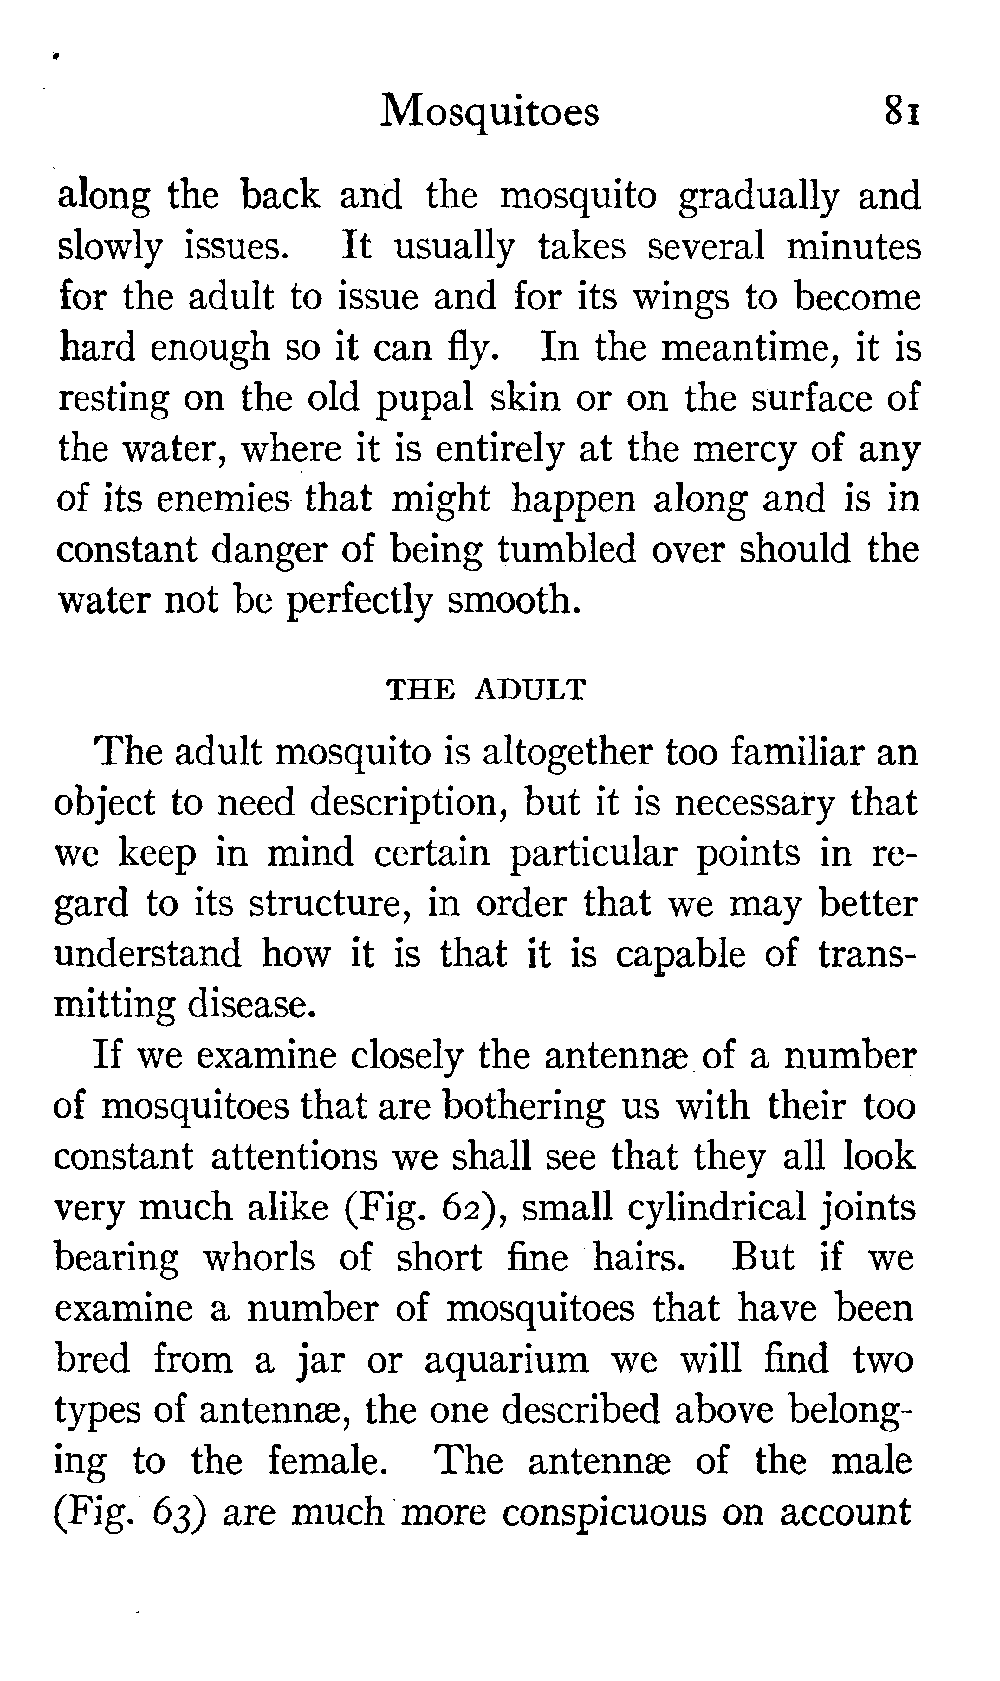 Mosquitoes 81
along the back and the mosquito gradually and
slowly issues. It usually takes several minutes
for the adult to issue and for its wings to become
hard enough so it can fly. In the meantime, it is
resting on the old pupal skin or on the surface of
the water, where it is entirely at the mercy of any
of its enemies that might happen along and is in
constant danger of being tumbled over should the
water not be perfectly smooth.
THE ADULT
The adult mosquito is altogether too familiar an
object to need description, but it is necessary that
we keep in mind certain particular points in re-
gard to its structure, in order that we may better
understand how it is that it is capable of trans-
mitting disease.
If we examine closely the antennæ of a number
of mosquitoes that are bothering us with their too
constant attentions we shall see that they all look
very much alike (Fig. 62), small cylindrical joints
bearing whorls of short fine hairs. But if we
examine a number of mosquitoes that have been
bred from a jar or aquarium we will find two
types of antennæ, the one described above belong-
ing to the female. The antennæ of the male
(Fig. 63) are much more conspicuous on account